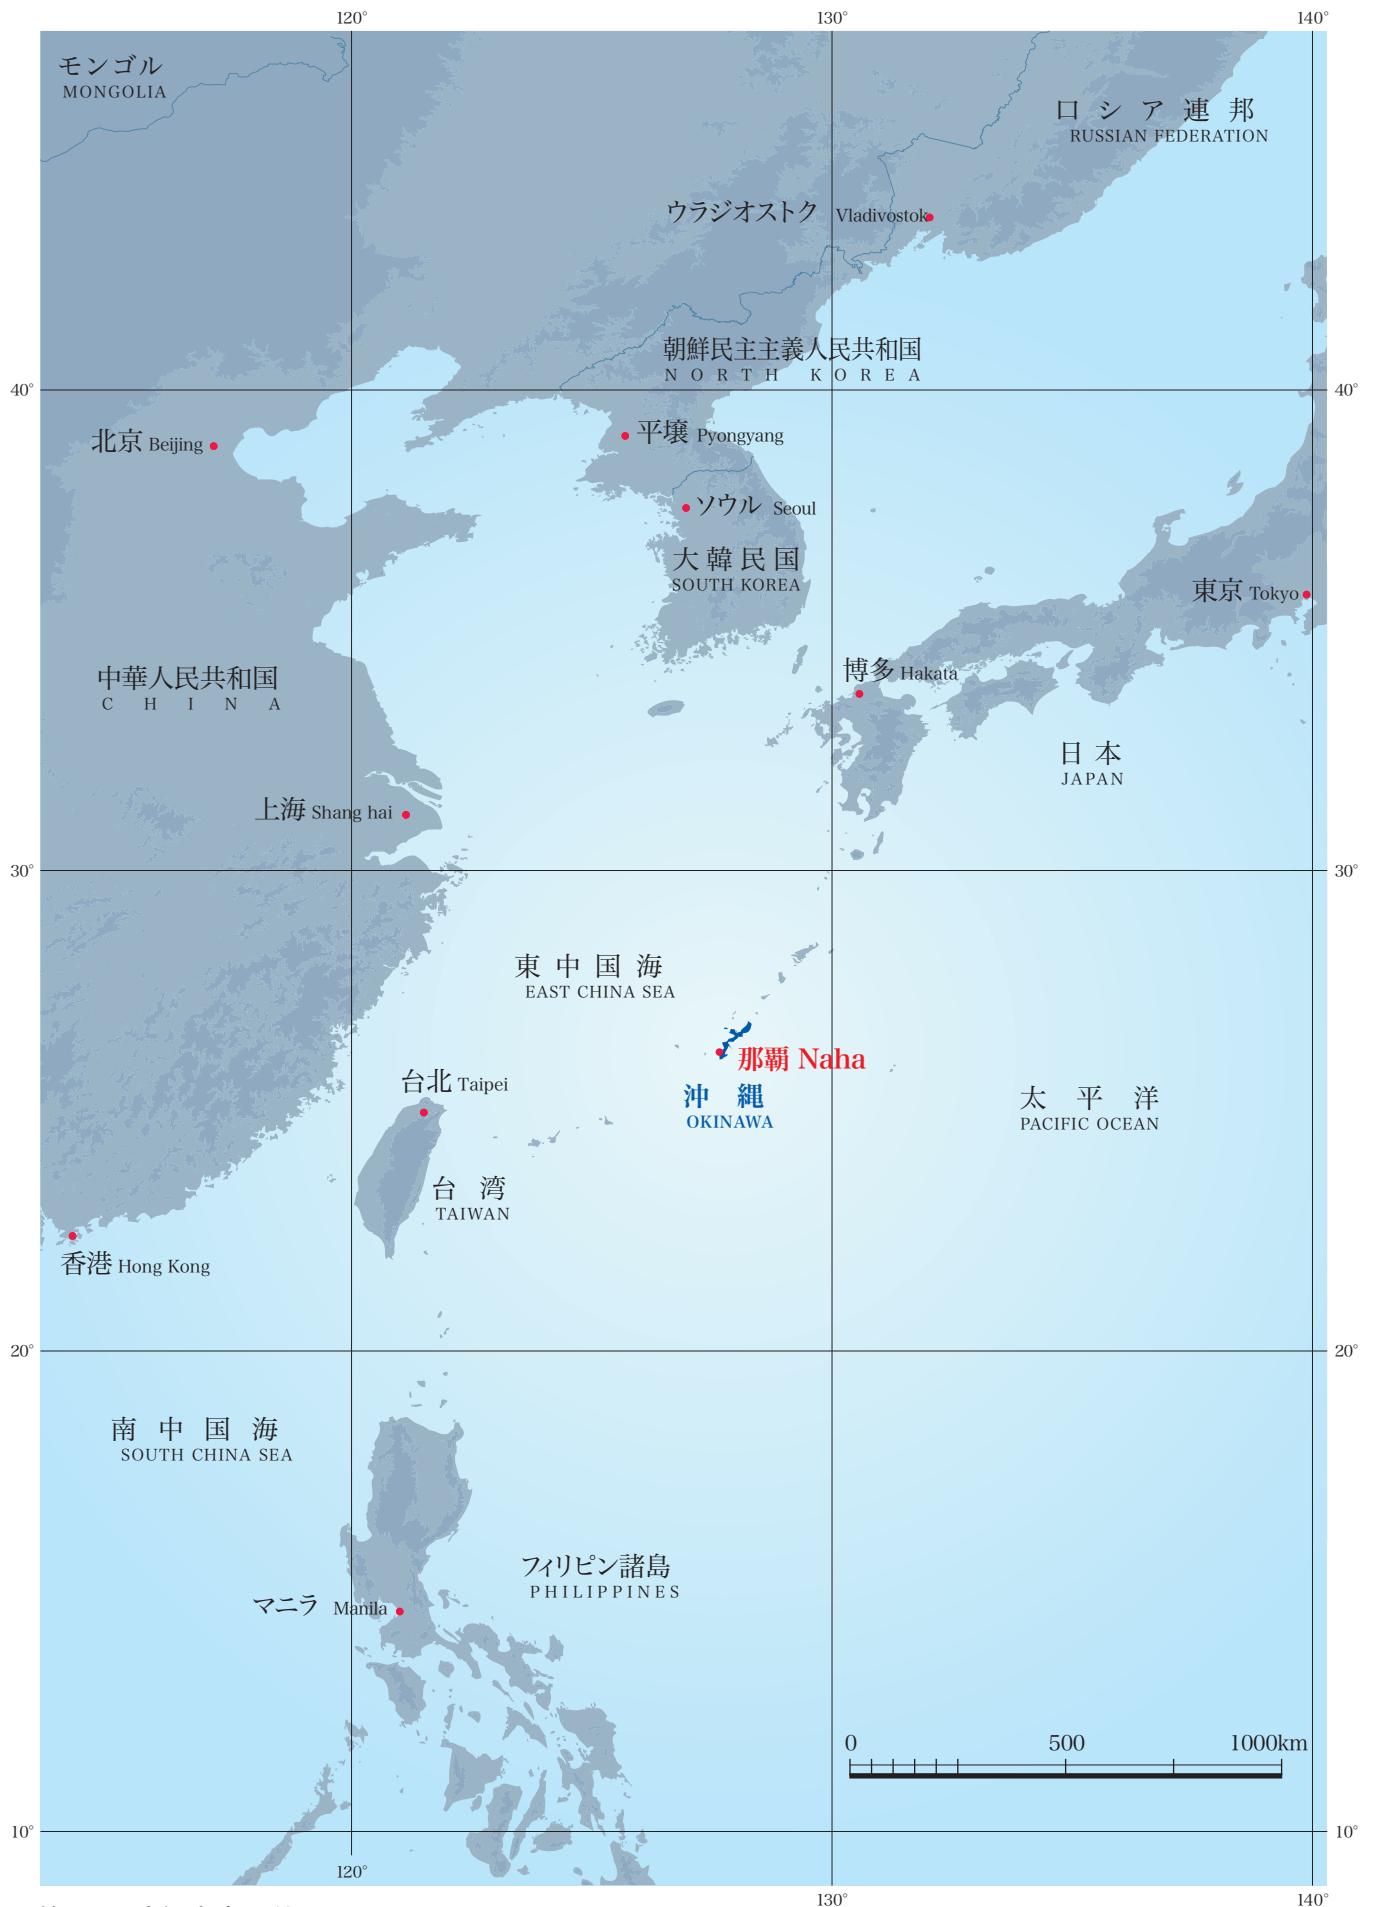 120°
130°
140°
モンゴル
MONGOLIA
ロシア連邦
RUSSIAN FEDERATION
ウラジオストク Vladivostok
朝鮮民主主義人民共和国
NORTH KOREA
40°
40°
北京 Beijing
平壌 Pyongyang
ソウル Seoul
大韓民国
SOUTH KOREA
東京 Tokyo
博多 Hakata
中華人民共和国
CHINA
日本
JAPAN
上海 Shang hai
30°
30°
東中国海
EAST CHINA SEA
那覇 Naha
沖縄
OKINAWA
台北 Taipei
太平洋
PACIFIC OCEAN
台湾
TAIWAN
香港 Hong Kong
20°
20°
南中国海
SOUTH CHINA SEA
フィリピン諸島
PHILIPPINES
マニラ Manila
0 500 1000km
10°
10°
120°
130°
140°